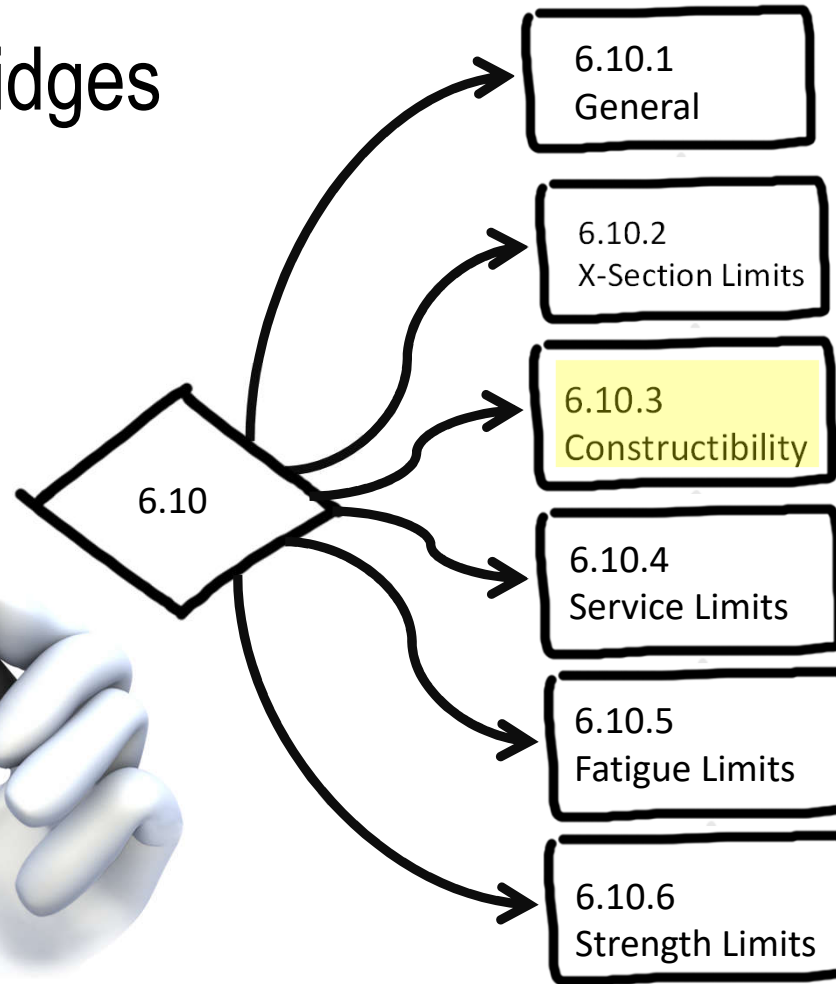 idges
6.10
6.10.1
General
6.10.2
X-Section Limits
6.10.3
Constructibility
6.10.4
Service Limits
6.10.5
Fatigue Limits
6.10.6
Strength Limits